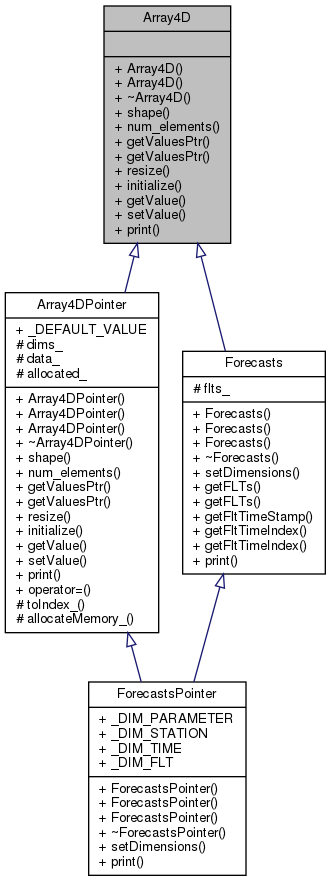 Array4D
+ Array4D()
+ Array4D()
+ ~Array4D()
+ shape()
+ num_elements()
+ getValuesPtr()
+ getValuesPtr()
+ resize()
+ initialize()
+ getValue()
+ setValue()
+ print()
Array4DPointer
+ _DEFAULT_VALUE
# dims_
# data_
# allocated_
+ Array4DPointer()
+ Array4DPointer()
+ Array4DPointer()
+ ~Array4DPointer()
+ shape()
+ num_elements()
+ getValuesPtr()
+ getValuesPtr()
+ resize()
+ initialize()
+ getValue()
+ setValue()
+ print()
+ operator=()
# toIndex_()
# allocateMemory_()
Forecasts
# flts_
+ Forecasts()
+ Forecasts()
+ Forecasts()
+ ~Forecasts()
+ setDimensions()
+ getFLTs()
+ getFLTs()
+ getFltTimeStamp()
+ getFltTimeIndex()
+ getFltTimeIndex()
+ print()
ForecastsPointer
+ _DIM_PARAMETER
+ _DIM_STATION
+ _DIM_TIME
+ _DIM_FLT
+ ForecastsPointer()
+ ForecastsPointer()
+ ForecastsPointer()
+ ~ForecastsPointer()
+ setDimensions()
+ print()